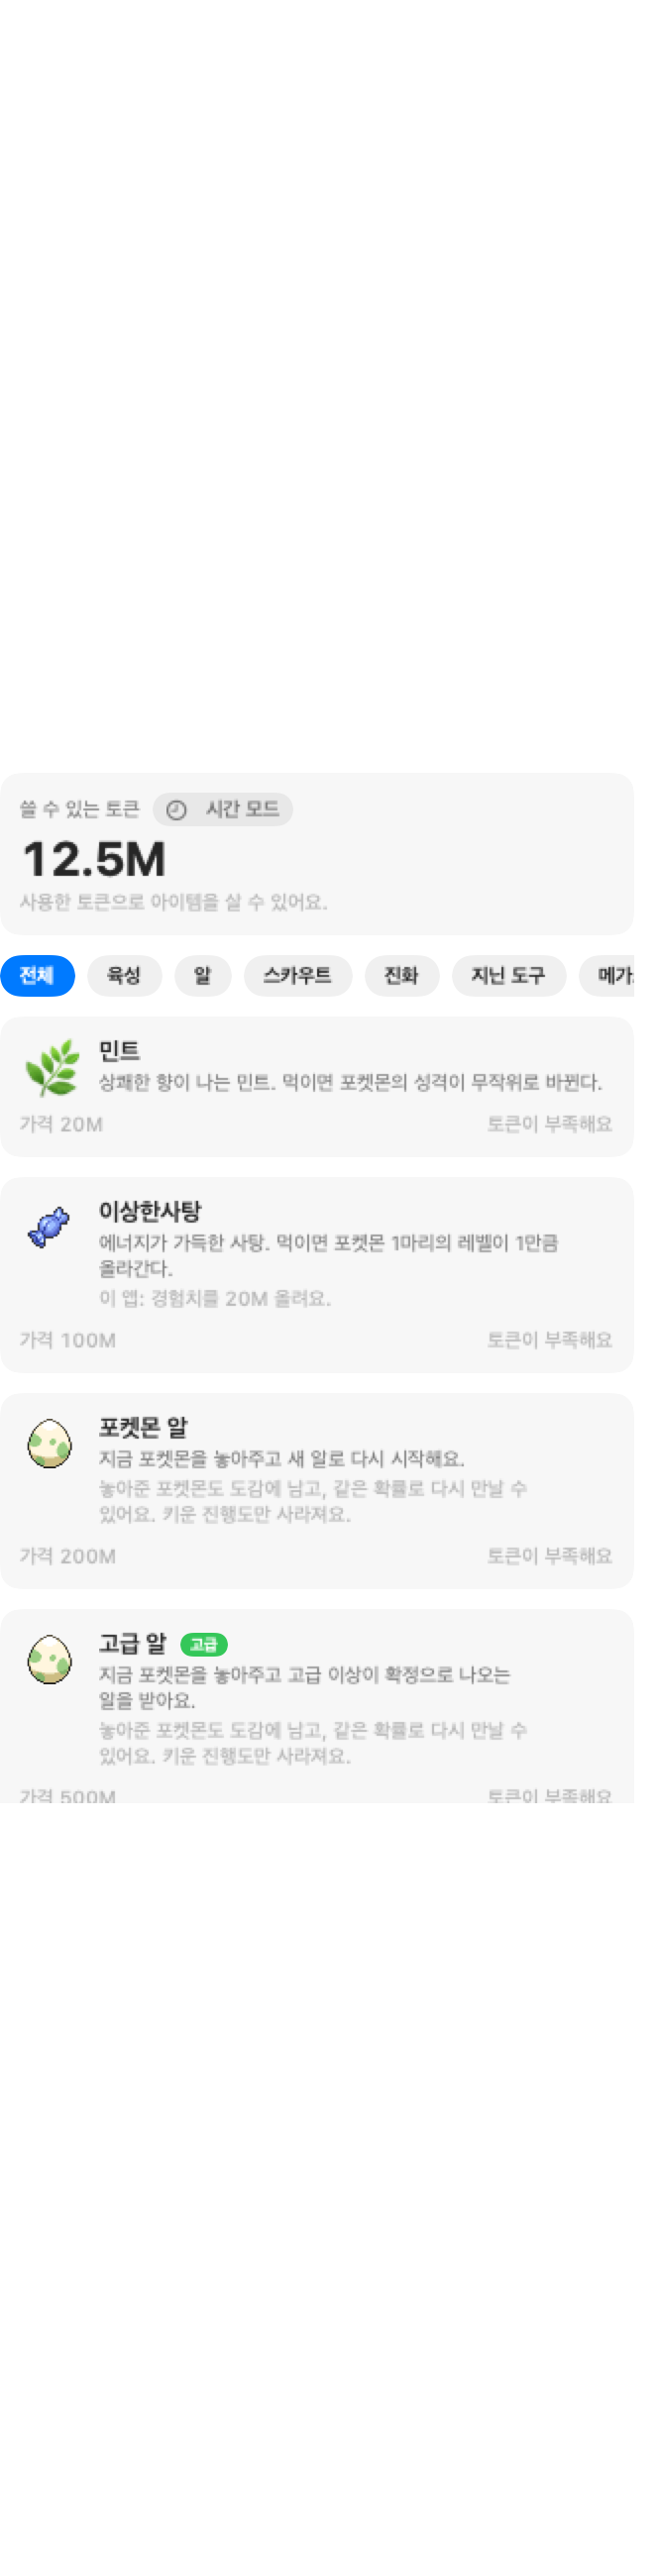 쓸 수 있는 토큰 시간 모드
12.5M
사용한 토큰으로 아이템을 살 수 있어요.
전체 육성 알 스카우트 진화 지닌 도구 메가
민트
상쾌한 향이 나는 민트. 먹이면 포켓몬의 성격이 무작위로 바뀐다.
가격 20M 토큰이 부족해요
이상한사탕
에너지가 가득한 사탕. 먹이면 포켓몬 1마리의 레벨이 1만큼
올라간다.
이 앱: 경험치를 20M 올려요.
가격 100M 토큰이 부족해요
포켓몬 알
지금 포켓몬을 놓아주고 새 알로 다시 시작해요.
놓아준 포켓몬도 도감에 남고, 같은 확률로 다시 만날 수
있어요. 키운 진행도만 사라져요.
가격 200M 토큰이 부족해요
고급 알 고급
지금 포켓몬을 놓아주고 고급 이상이 확정으로 나오는
알을 받아요.
놓아준 포켓몬도 도감에 남고, 같은 확률로 다시 만날 수
있어요. 키운 진행도만 사라져요.
가격 500M 토큰이 부족해요